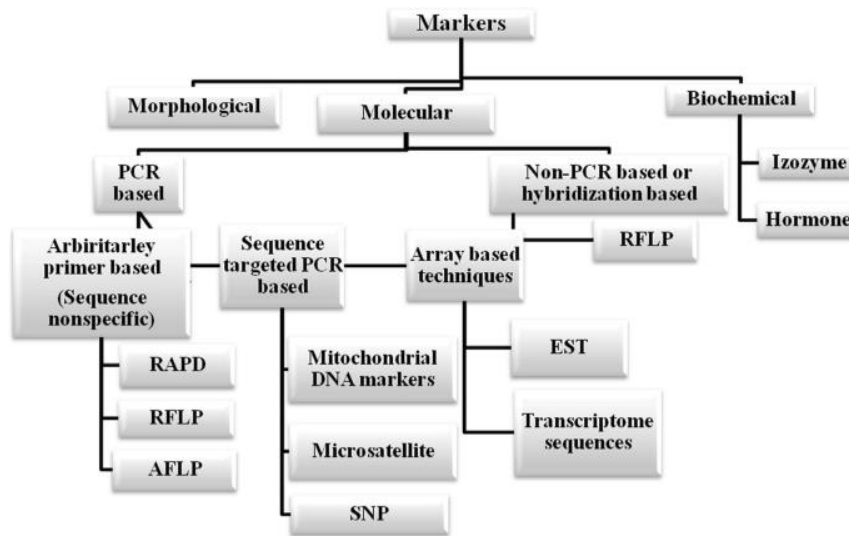 Markers
Morphological
Molecular
Biochemical
PCR
based
Non-PCR based or
hybridization based
Izozyme
Hormone
Arbiritarley
primer based
(Sequence
nonspecific)
Sequence
targeted PCR
based
Array based
techniques
RFLP
RAPD
RFLP
AFLP
Mitochondrial
DNA markers
Microsatellite
SNP
EST
Transcriptome
sequences